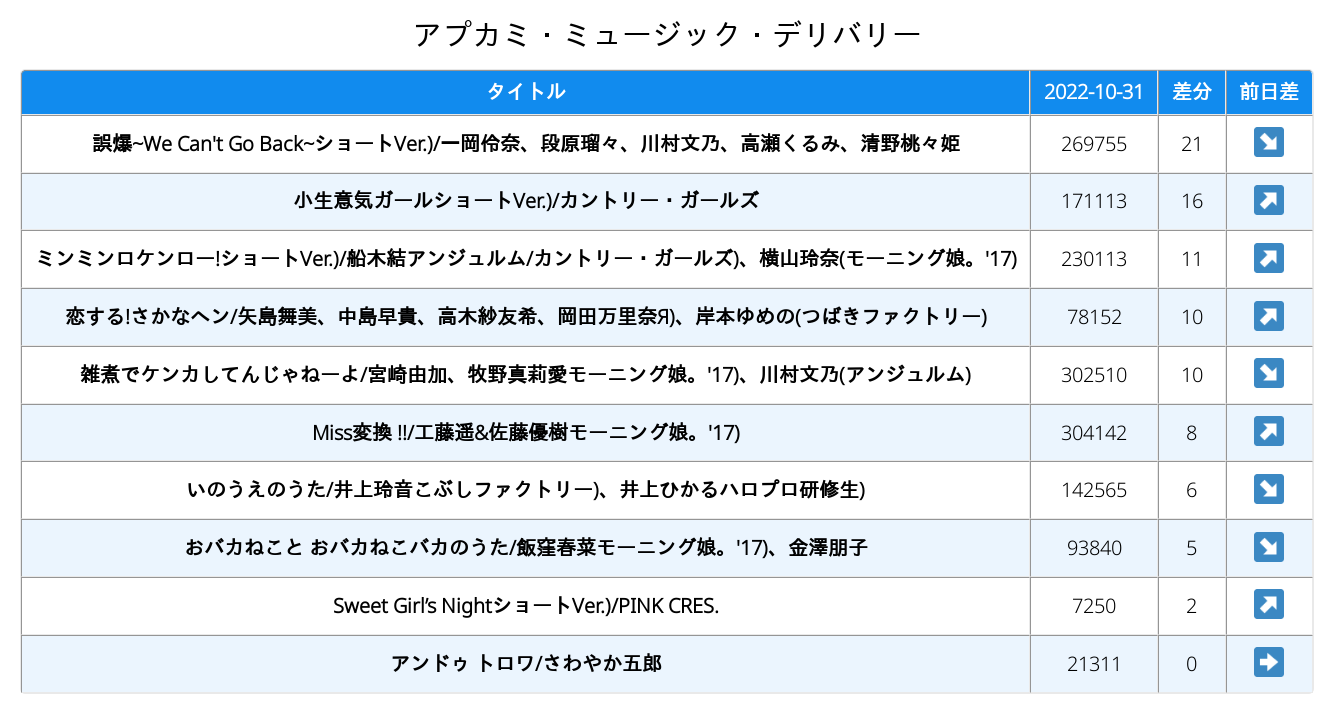 アプカミ・ミュージック・デリバリー
タイトル 2022-10-31 差分 前日差
誤爆~We Can't Go Back~ショートVer.)/一岡伶奈、段原瑠々、川村文乃、高瀬くるみ、清野桃々姫 269755 21
小生意気ガールショートVer.)/カントリー・ガールズ 171113 16
ミンミンロケンロー!ショートVer.)/船木結アンジュルム/カントリー・ガールズ)、横山玲奈(モーニング娘。'17) 230113 11
恋する!さかなヘン/矢島舞美、中島早貴、高木紗友希、岡田万里奈Я)、岸本ゆめの(つばきファクトリー) 78152 10
雑煮でケンカしてんじゃねーよ/宮崎由加、牧野真莉愛モーニング娘。'17)、川村文乃(アンジュルム) 302510 10
Miss変換 !!/工藤遥&佐藤優樹モーニング娘。'17) 304142 8
いのうえのうた/井上玲音こぶしファクトリー)、井上ひかるハロプロ研修生) 142565 6
おバカねこと おバカねこバカのうた/飯窪春菜モーニング娘。'17)、金澤朋子 93840 5
Sweet Girl’s NightショートVer.)/PINK CRES. 7250 2
アンドゥ トロワ/さわやか五郎 21311 0